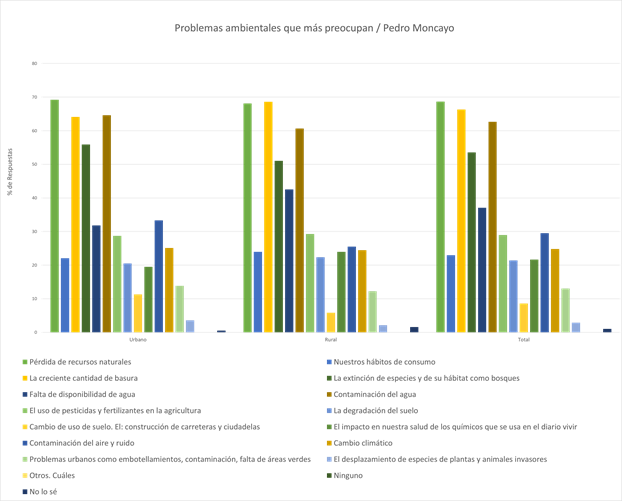 Problemas ambientales que más preocupan / Pedro Moncayo
80
70
60
50
40
30
20
10
0
% de Respuestas
Urbano Rural Total
Pérdida de recursos naturales Nuestros hábitos de consumo
La creciente cantidad de basura La extinción de especies y de su hábitat como bosques
Falta de disponibilidad de agua Contaminación del agua
El uso de pesticidas y fertilizantes en la agricultura La degradación del suelo
Cambio de uso de suelo. El: construcción de carreteras y ciudadelas El impacto en nuestra salud de los químicos que se usa en el diario vivir
Contaminación del aire y ruido Cambio climático
Problemas urbanos como embotellamientos, contaminación, falta de áreas verdes El desplazamiento de especies de plantas y animales invasores
Otros. Cuáles Ninguno
No lo sé